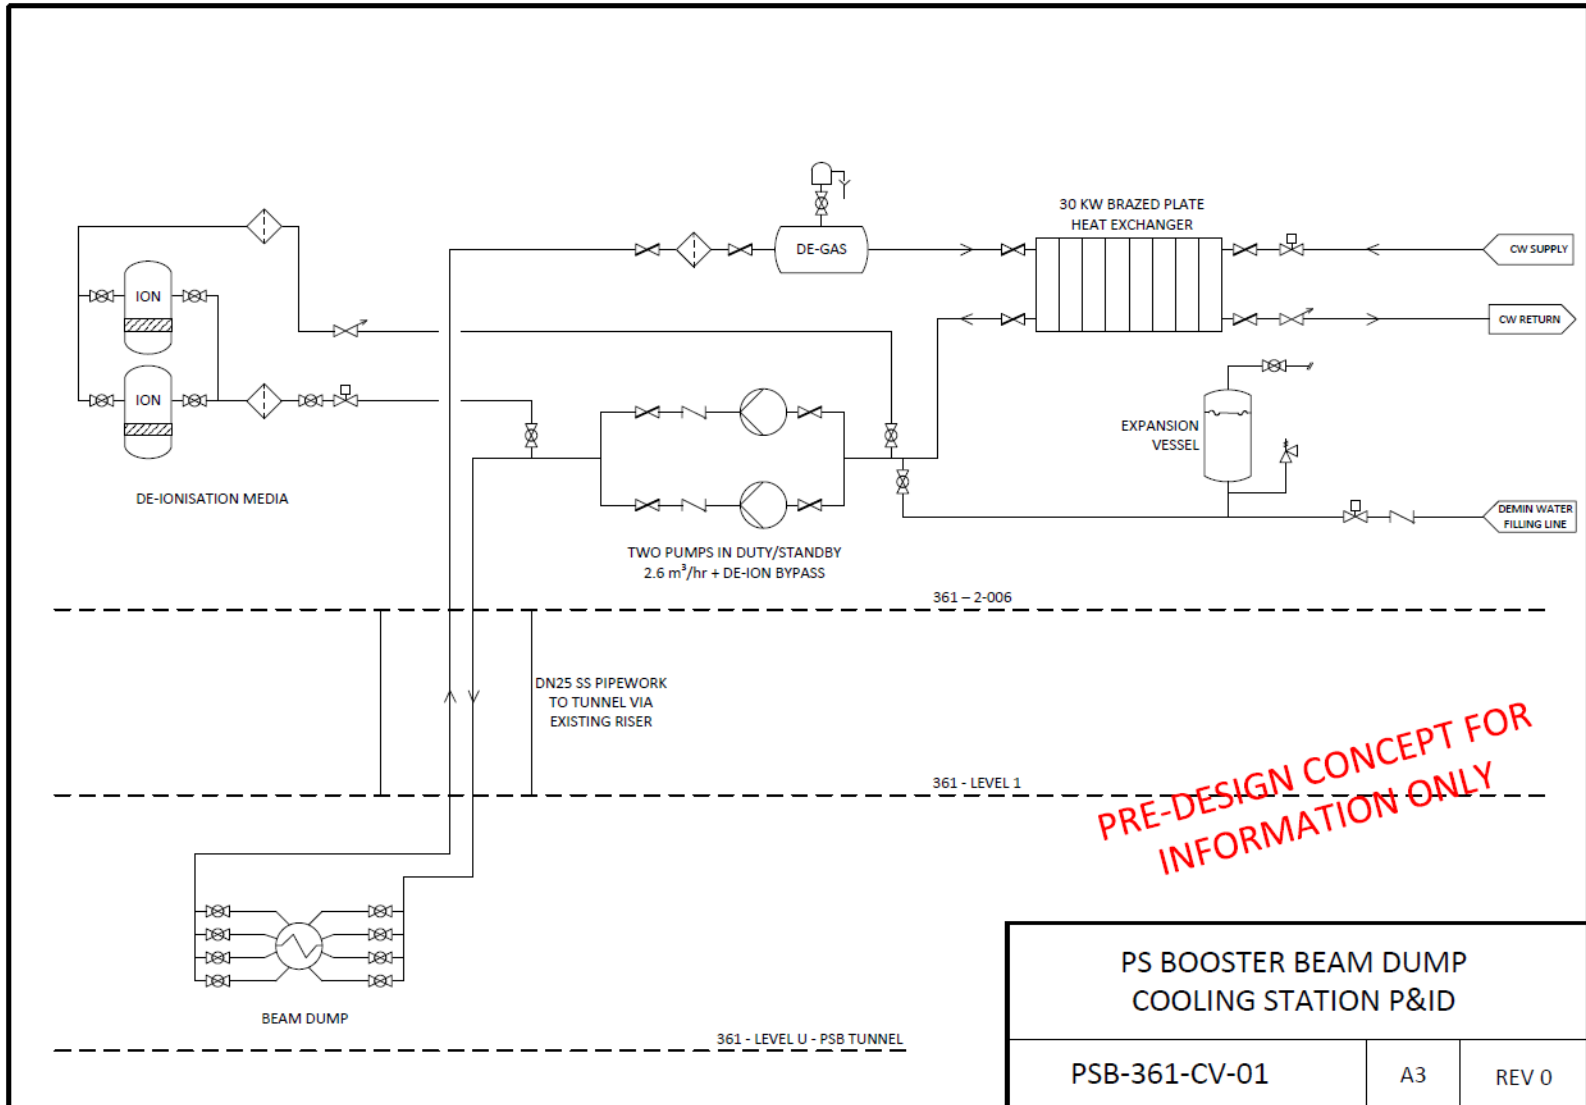 30 KW BRAZED PLATE
HEAT EXCHANGER
DE-GAS
CW SUPPLY
ION
CW RETURN
ION
EXPANSION
VESSEL
DE-IONISATION MEDIA
DEMIN WATER
FILLING LINE
TWO PUMPS IN DUTY/STANDBY
2.6 m³/hr + DE-ION BYPASS
361 – 2-006
DN25 SS PIPEWORK
TO TUNNEL VIA
EXISTING RISER
361 - LEVEL 1
PRE-DESIGN CONCEPT FOR
INFORMATION ONLY
BEAM DUMP
361 - LEVEL U - PSB TUNNEL
PS BOOSTER BEAM DUMP
COOLING STATION P&ID
PSB-361-CV-01
A3
REV 0